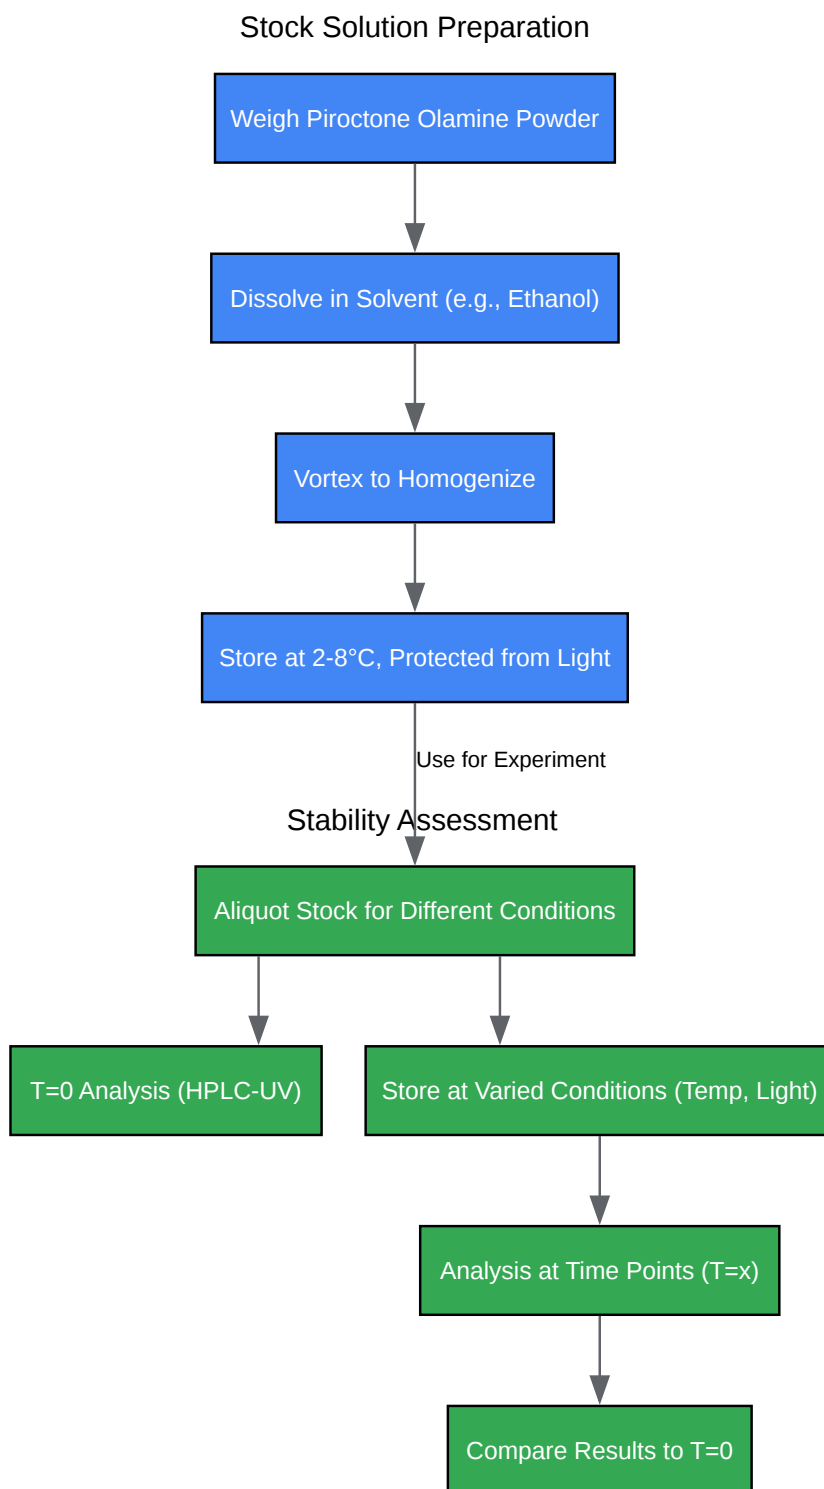 Stock Solution Preparation
Weigh Piroctone Olamine Powder
Dissolve in Solvent (e.g., Ethanol)
Vortex to Homogenize
Store at 2-8°C, Protected from Light
Use for Experiment
Stability Assessment
Aliquot Stock for Different Conditions
T=0 Analysis (HPLC-UV)
Store at Varied Conditions (Temp, Light)
Analysis at Time Points (T=x)
Compare Results to T=0